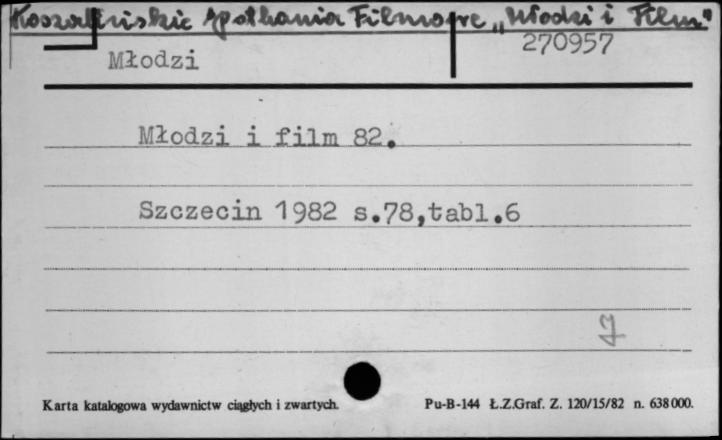 Koszalińskie Spotkania Filmowe „Młodzi i Film"
270957
Młodzi
Młodzi i film 82.
Szczecin 1982 s.78,tabl.6
Karta katalogowa wydawnictw ciągłych i zwartych.
Pu-B-144 Ł.Z.Graf. Z. 120/15/82 n. 638000.